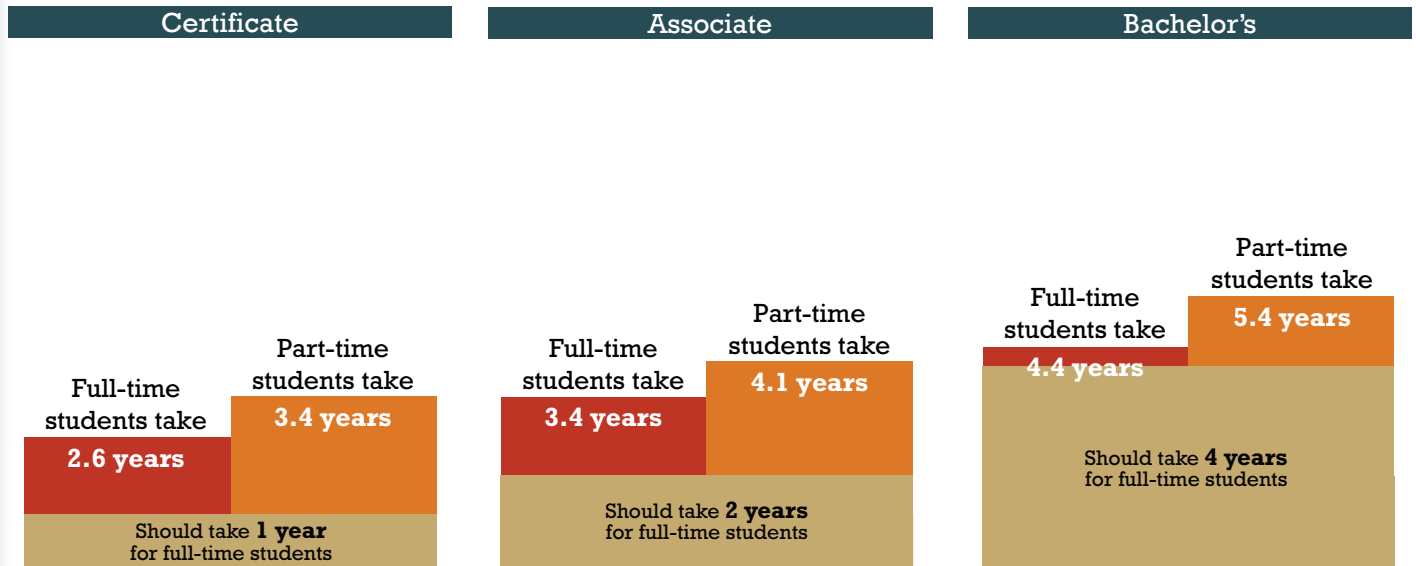 Certificate
Full-time
students take
2.6 years
Part-time
students take
3.4 years
Should take 1 year
for full-time students
Associate
Full-time
students take
3.4 years
Part-time
students take
4.1 years
Should take 2 years
for full-time students
Bachelor’s
Full-time
students take
4.4 years
Part-time
students take
5.4 years
Should take 4 years
for full-time students